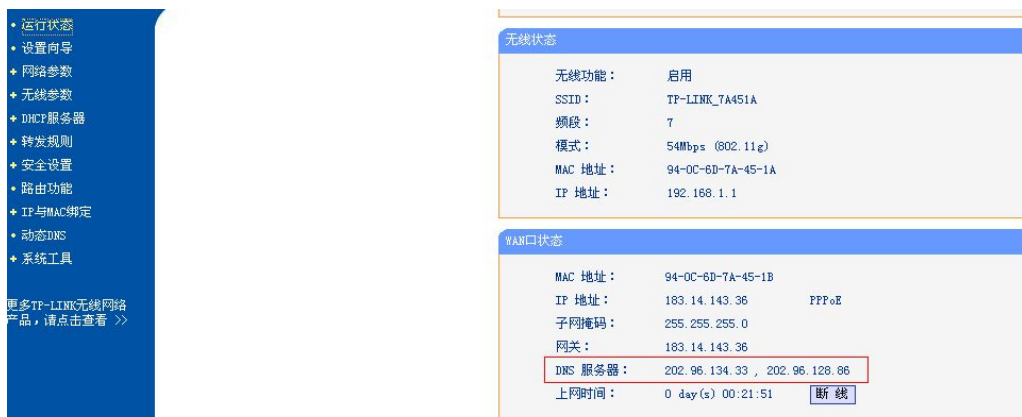 运行状态
设置向导
网络参数
无线参数
DHCP服务器
转发规则
安全设置
路由功能
IP与MAC绑定
动态DNS
系统工具
更多TP-LINK无线网络
产品，请点击查看 >>
无线状态
无线功能： 启用
SSID： TP-LINK_7A451A
频段： 7
模式： 54Mbps (802.11g)
MAC 地址： 94-0C-6D-7A-45-1A
IP 地址： 192.168.1.1
WAN口状态
MAC 地址： 94-0C-6D-7A-45-1B
IP 地址： 183.14.143.36 PPPoE
子网掩码： 255.255.255.0
网关： 183.14.143.36
DNS 服务器： 202.96.134.33 , 202.96.128.86
上网时间： 0 day(s) 00:21:51 断 线